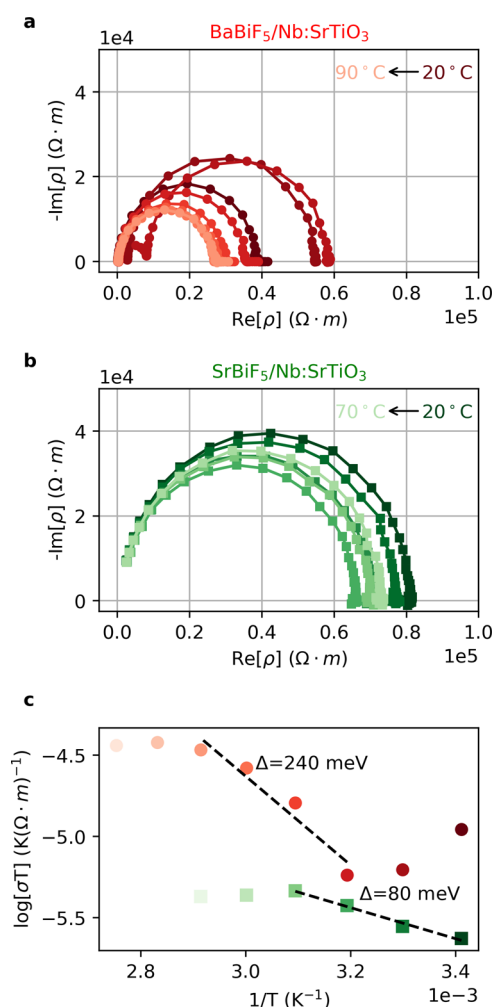 a
BaBiF₅/Nb:SrTiO₃
1e4
90°C ← 20°C
4
2
0
-Im[ρ] (Ω · m)
0.0 0.2 0.4 0.6 0.8 1.0
1e5
Re[ρ] (Ω · m)
b
SrBiF₅/Nb:SrTiO₃
1e4
70°C ← 20°C
4
2
0
-Im[ρ] (Ω · m)
0.0 0.2 0.4 0.6 0.8 1.0
1e5
Re[ρ] (Ω · m)
c
-4.5
-5.0
-5.5
log[σT] (K(Ω · m)⁻¹)
Δ=240 meV
Δ=80 meV
2.8 3.0 3.2 3.4
1e-3
1/T (K⁻¹)